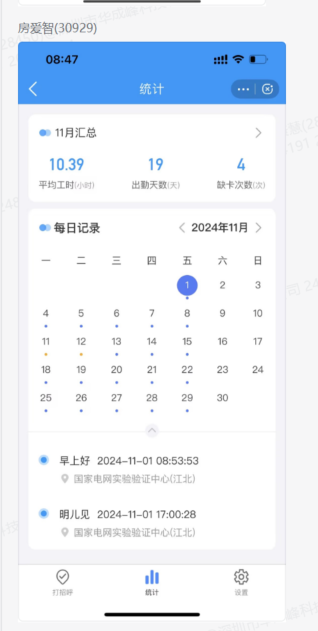 房爱智(30929)
08:47
统计
11月汇总
10.39 19 4
平均工时(小时) 出勤天数(天) 缺卡次数(次)
每日记录 2024年11月
一 二 三 四 五 六 日
1 2 3
4 5 6 7 8 9 10
11 12 13 14 15 16 17
18 19 20 21 22 23 24
25 26 27 28 29 30
早上好 2024-11-01 08:53:53
国家电网实验验证中心(江北)
明儿见 2024-11-01 17:00:28
国家电网实验验证中心(江北)
打招呼 统计 设置